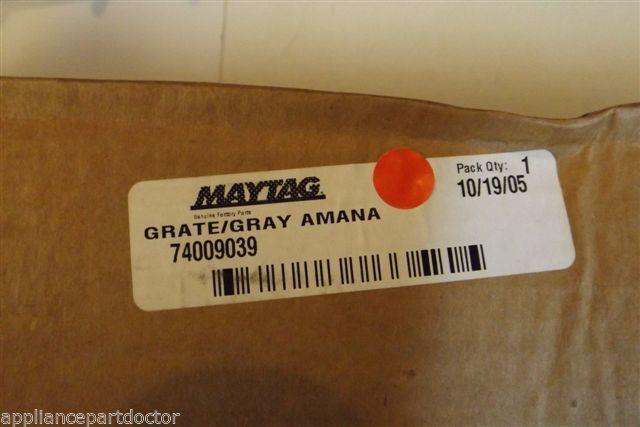 MAYTAG
Genuine Factory Parts
Pack Qty: 1
10/19/05
GRATE/GRAY AMANA
74009039
appliancepartdoctor